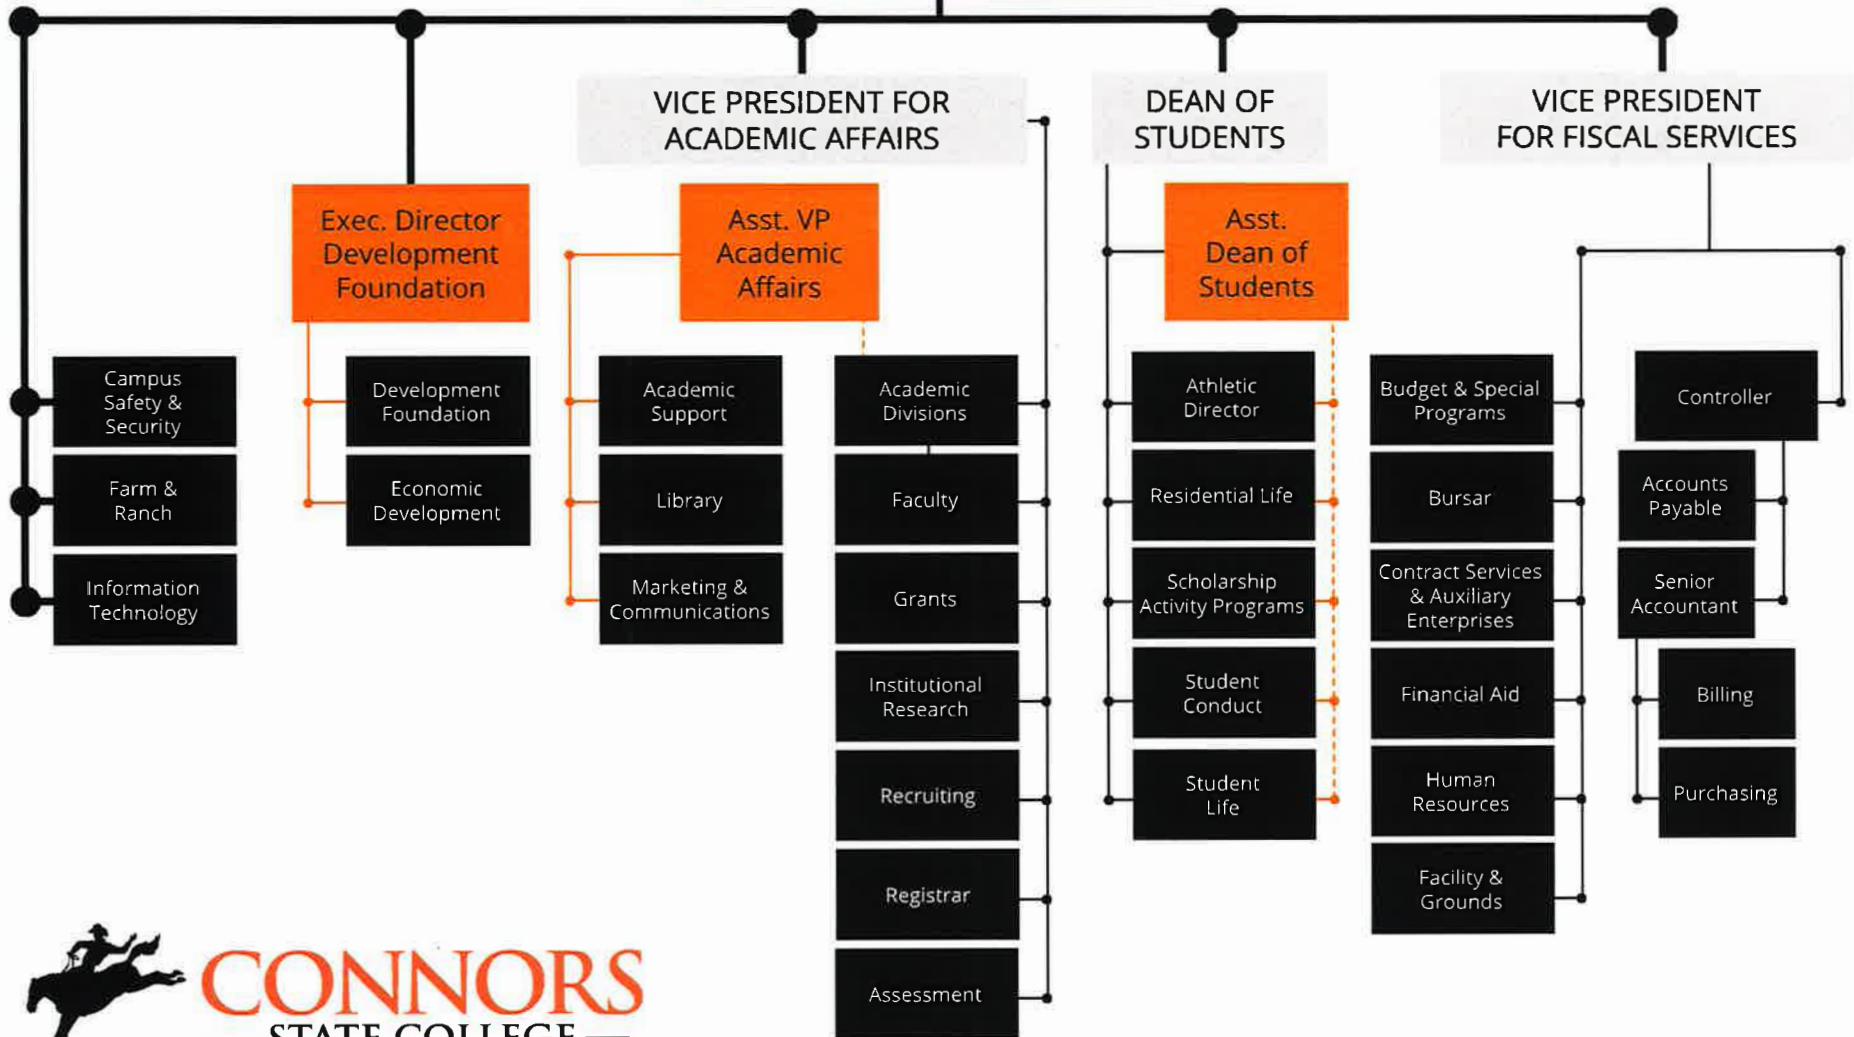 VICE PRESIDENT FOR
ACADEMIC AFFAIRS
DEAN OF
STUDENTS
VICE PRESIDENT
FOR FISCAL SERVICES
Exec. Director
Development
Foundation
Asst. VP
Academic
Affairs
Asst.
Dean of
Students
Campus
Safety &
Security
Farm &
Ranch
Information
Technology
Development
Foundation
Economic
Development
Academic
Support
Library
Marketing &
Communications
Academic
Divisions
Faculty
Grants
Institutional
Research
Recruiting
Registrar
Assessment
Athletic
Director
Residential Life
Scholarship
Activity Programs
Student
Conduct
Student
Life
Budget & Special
Programs
Bursar
Contract Services
& Auxiliary
Enterprises
Financial Aid
Human
Resources
Facility &
Grounds
Controller
Accounts
Payable
Senior
Accountant
Billing
Purchasing
CONNORS
STATE COLLEGE